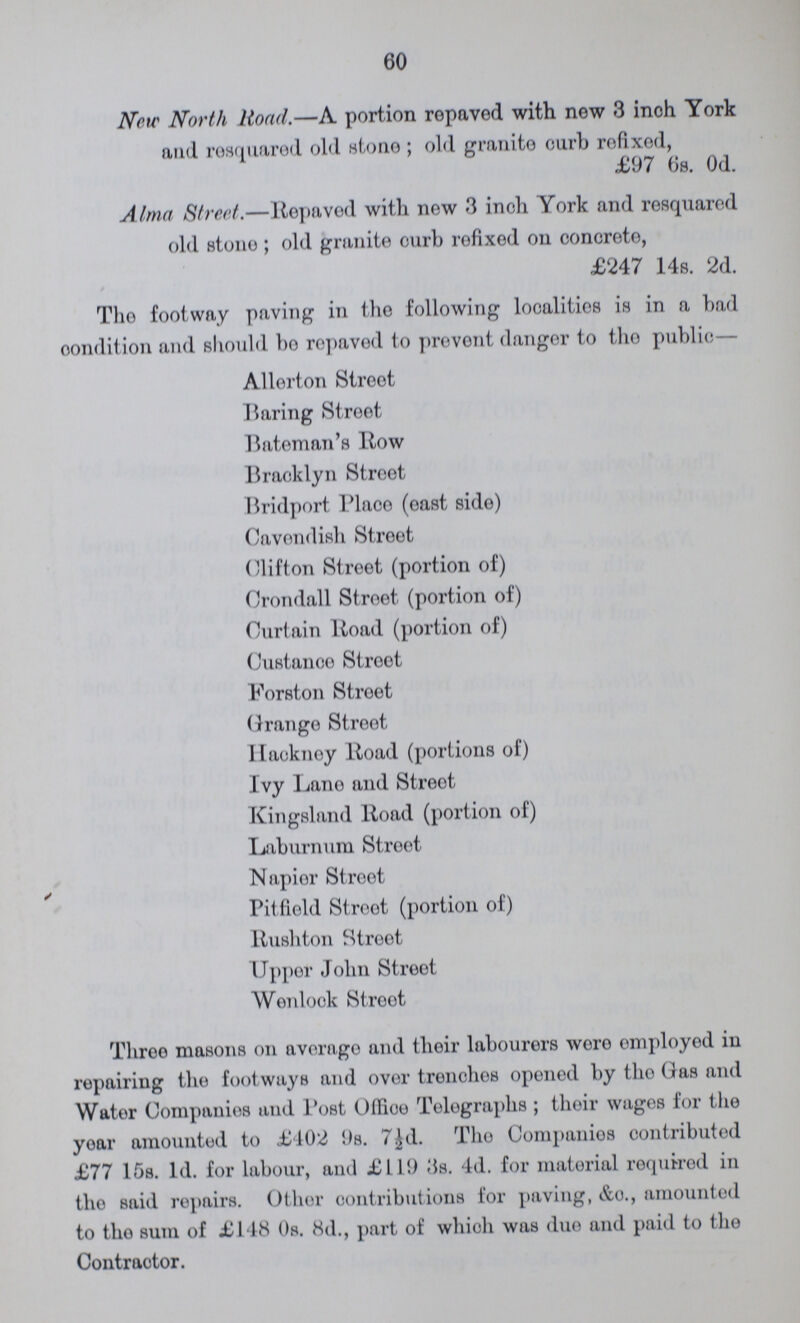 60
New North Road.—A portion repaved with new 3 inch York
and resquared old stone ; old granite curb refixed,
£97 6s. 0d.
Alma Street.—Repaved with new 3 inch York and resquared
old stone ; old granite curb refixed on concrete,
£247 14s. 2d.
The footway paving in the following localities is in a bad
condition and should be repaved to prevent danger to the public—
Allerton Street
Baring Street
Bateman's Row
Bracklyn Street
Bridport Place (east side)
Cavendish Street
Clifton Street (portion of)
Crondall Street (portion of)
Curtain Road (portion of)
Custance Street
Forston Street
Grange Street
Hackney Road (portions of)
Ivy Lane and Street
Kingsland Road (portion of)
Laburnum Street
Napier Street
Pitfield Street (portion of)
Rushton Street
Upper John Street
Wenlock Street
Three masons on average and their labourers were employed in
repairing the footways and over trenches opened by the Gas and
Water Companies and Post Office Telegraphs ; their wages for the
year amounted to £402 9s. 7½d. The Companies contributed
£77 15s. 1d. for labour, and £119 3s. 4d. for material required in
the said repairs. Other contributions for paving, &c., amounted
to the sum of £148 0s. 8d., part of which was due and paid to the
Contractor.